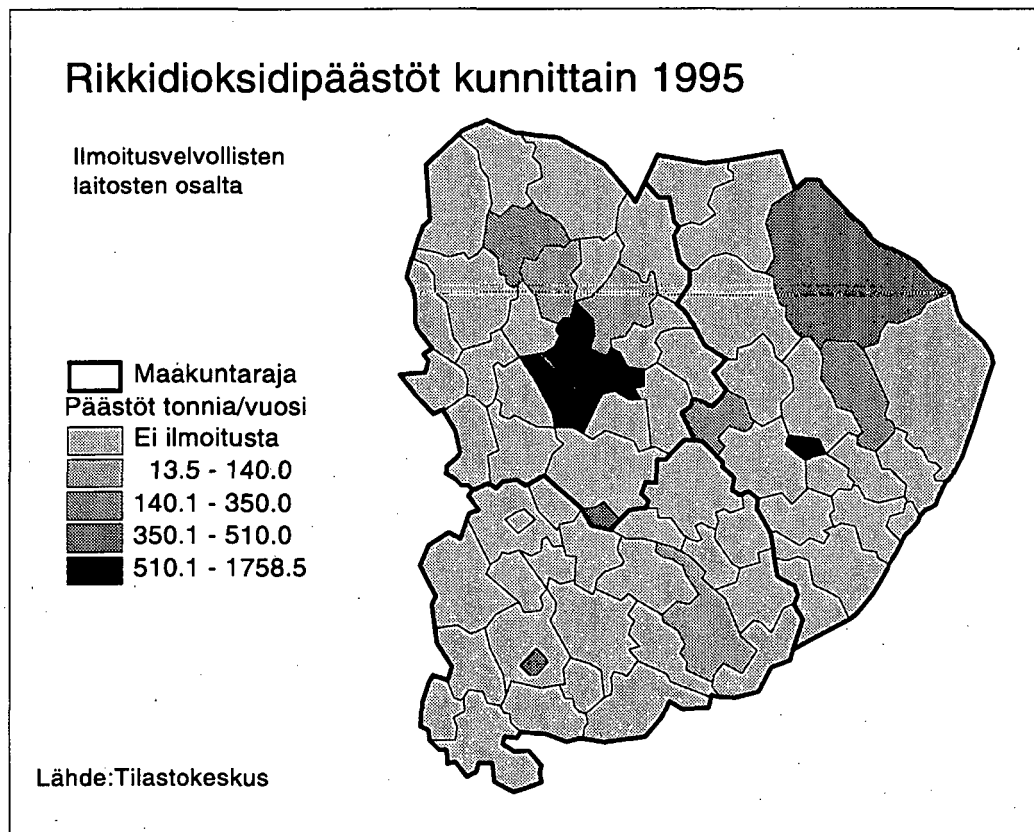 Rikkidioksidipäästöt kunnittain 1995
Ilmoitusvelvollisten
laitosten osalta
Maakuntaraja
Päästöt tonnia/vuosi
Ei ilmoitusta
13.5 - 140.0
140.1 - 350.0
350.1 - 510.0
510.1 - 1758.5
Lähde:Tilastokeskus